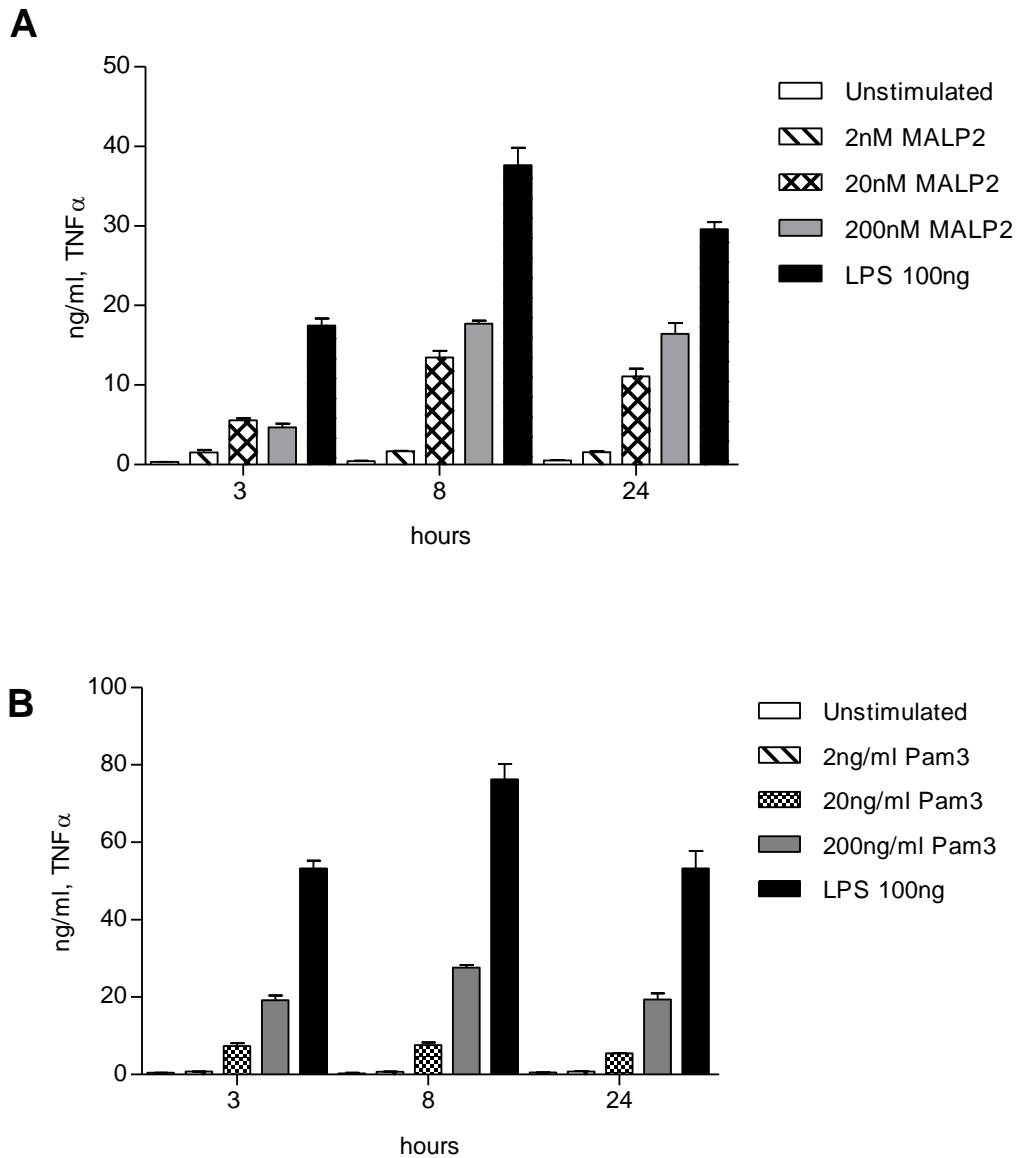 A
50
40
30
20
10
0
ng/ml, TNFα
3 8 24
hours
Unstimulated
2nM MALP2
20nM MALP2
200nM MALP2
LPS 100ng
B
100
80
60
40
20
0
ng/ml, TNFα
3 8 24
hours
Unstimulated
2ng/ml Pam3
20ng/ml Pam3
200ng/ml Pam3
LPS 100ng